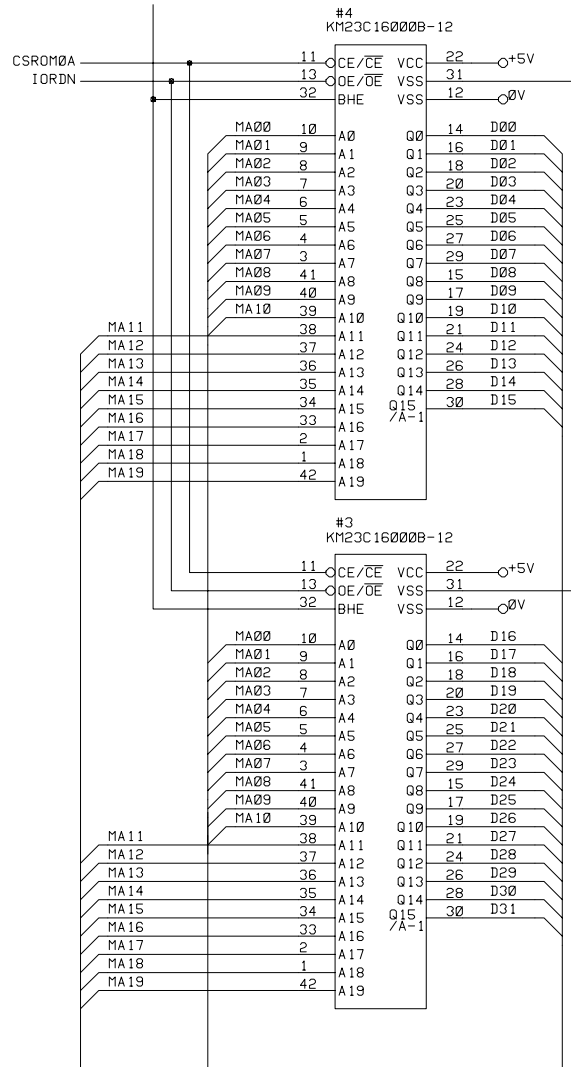 #4
KM23C16000B-12
CSROM0A 11 CE/CE VCC 22 +5V
IORDN 13 OE/OE VSS 31
32 BHE VSS 12 0V
MA00 10 A0 Q0 14 D00
MA01 9 A1 Q1 16 D01
MA02 8 A2 Q2 18 D02
MA03 7 A3 Q3 20 D03
MA04 6 A4 Q4 23 D04
MA05 5 A5 Q5 25 D05
MA06 4 A6 Q6 27 D06
MA07 3 A7 Q7 29 D07
MA08 41 A8 Q8 15 D08
MA09 40 A9 Q9 17 D09
MA10 39 A10 Q10 19 D10
MA11 38 A11 Q11 21 D11
MA12 37 A12 Q12 24 D12
MA13 36 A13 Q13 26 D13
MA14 35 A14 Q14 28 D14
MA15 34 A15 Q15 30 D15
MA16 33 A16 /A-1
MA17 2 A17
MA18 1 A18
MA19 42 A19
#3
KM23C16000B-12
11 CE/CE VCC 22 +5V
13 OE/OE VSS 31
32 BHE VSS 12 0V
MA00 10 A0 Q0 14 D16
MA01 9 A1 Q1 16 D17
MA02 8 A2 Q2 18 D18
MA03 7 A3 Q3 20 D19
MA04 6 A4 Q4 23 D20
MA05 5 A5 Q5 25 D21
MA06 4 A6 Q6 27 D22
MA07 3 A7 Q7 29 D23
MA08 41 A8 Q8 15 D24
MA09 40 A9 Q9 17 D25
MA10 39 A10 Q10 19 D26
MA11 38 A11 Q11 21 D27
MA12 37 A12 Q12 24 D28
MA13 36 A13 Q13 26 D29
MA14 35 A14 Q14 28 D30
MA15 34 A15 Q15 30 D31
MA16 33 A16 /A-1
MA17 2 A17
MA18 1 A18
MA19 42 A19